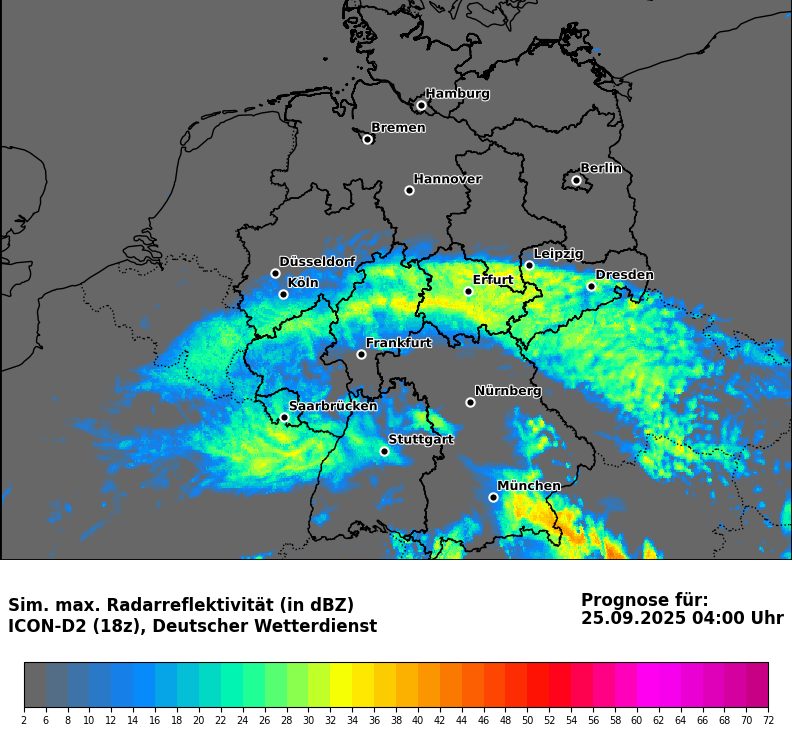 Hamburg
Bremen
Hannover
Berlin
Düsseldorf
Leipzig
Köln
Erfurt
Dresden
Frankfurt
Nürnberg
Saarbrücken
Stuttgart
München
Sim. max. Radarreflektivität (in dBZ)
ICON-D2 (18z), Deutscher Wetterdienst
Prognose für:
25.09.2025 04:00 Uhr
2 6 8 10 12 14 16 18 20 22 24 26 28 30 32 34 36 38 40 42 44 46 48 50 52 54 56 58 60 62 64 66 68 70 72